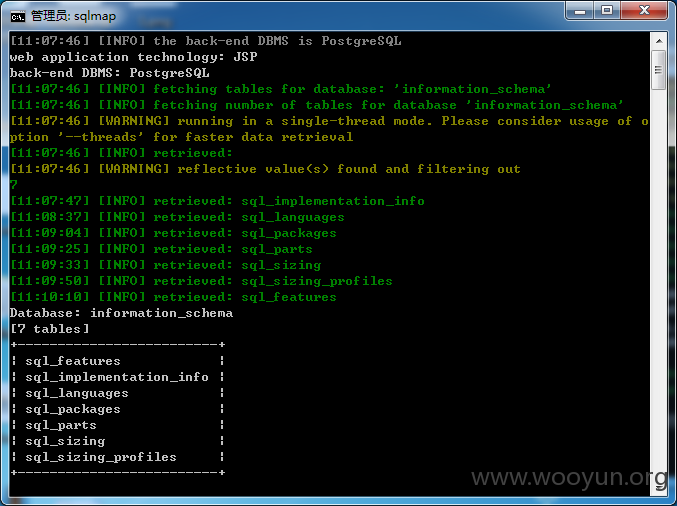 管理员: sqlmap
[11:07:46] [INFO] the back-end DBMS is PostgreSQL
web application technology: JSP
back-end DBMS: PostgreSQL
[11:07:46] [INFO] fetching tables for database: 'information_schema'
[11:07:46] [INFO] fetching number of tables for database 'information_schema'
[11:07:46] [WARNING] running in a single-thread mode. Please consider usage of o
ption '--threads' for faster data retrieval
[11:07:46] [INFO] retrieved:
[11:07:46] [WARNING] reflective value(s) found and filtering out
7
[11:07:47] [INFO] retrieved: sql_implementation_info
[11:08:37] [INFO] retrieved: sql_languages
[11:09:04] [INFO] retrieved: sql_packages
[11:09:25] [INFO] retrieved: sql_parts
[11:09:33] [INFO] retrieved: sql_sizing
[11:09:50] [INFO] retrieved: sql_sizing_profiles
[11:10:10] [INFO] retrieved: sql_features
Database: information_schema
[7 tables]
+-------------------------+
¦ sql_features            ¦
¦ sql_implementation_info ¦
¦ sql_languages           ¦
¦ sql_packages            ¦
¦ sql_parts               ¦
¦ sql_sizing              ¦
¦ sql_sizing_profiles     ¦
+-------------------------+
www.wooyun.org